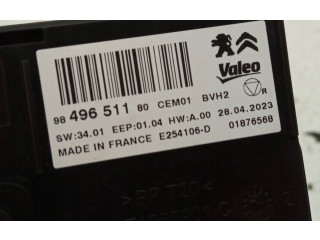 Valeo
98 496 511 80 CEM01 BVH2
SW:34.01 EEP:01.04 HW:A.00 28.04.2023
MADE IN FRANCE E254106-D 01876568